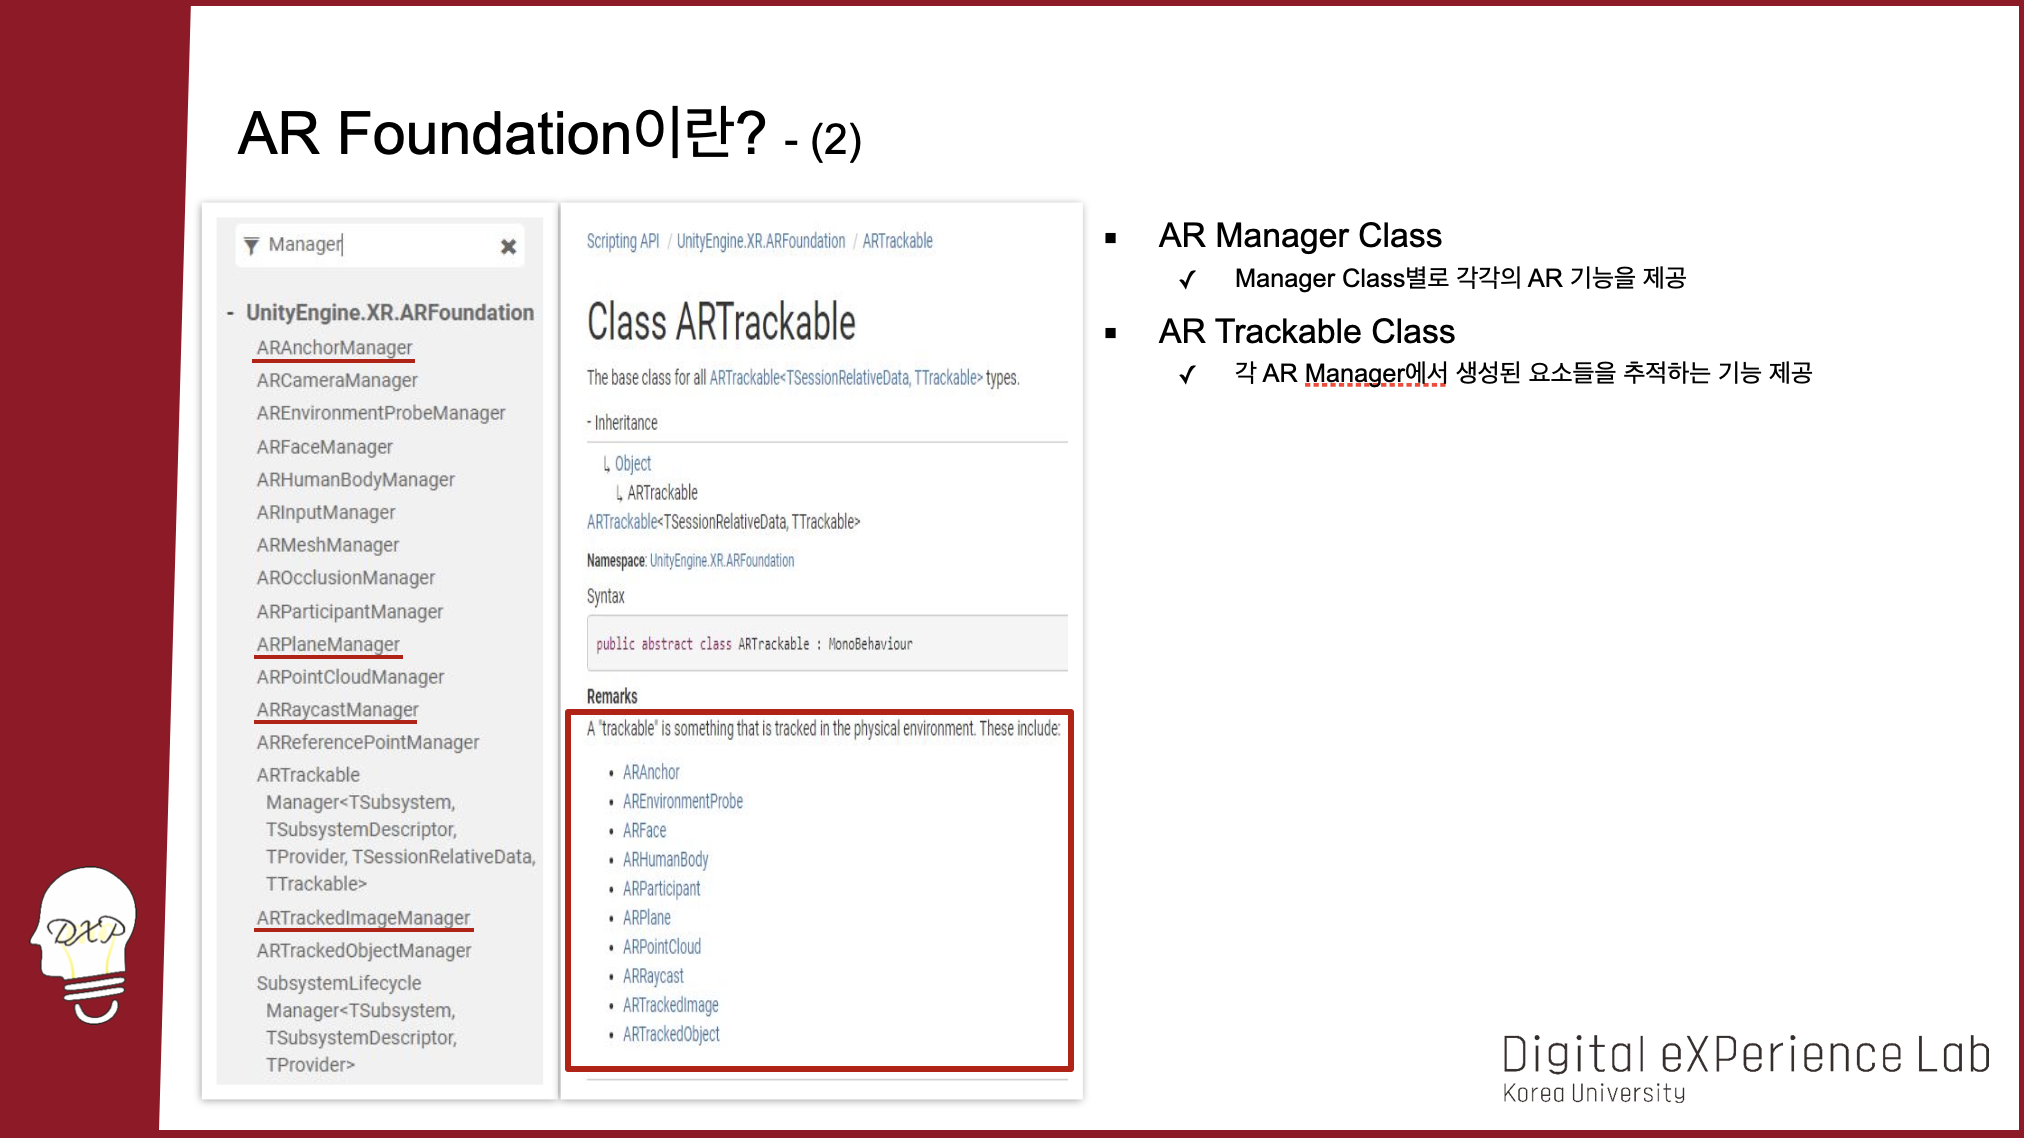 AR Foundation이란? - (2)
Manager
- UnityEngine.XR.ARFoundation
ARAnchorManager
ARCameraManager
AREnvironmentProbeManager
ARFaceManager
ARHumanBodyManager
ARInputManager
ARMeshManager
AROcclusionManager
ARParticipantManager
ARPlaneManager
ARPointCloudManager
ARRaycastManager
ARReferencePointManager
ARTrackable
Manager<TSubsystem,
TSubsystemDescriptor,
TProvider, TSessionRelativeData,
TTrackable>
ARTrackedImageManager
ARTrackedObjectManager
SubsystemLifecycle
Manager<TSubsystem,
TSubsystemDescriptor,
TProvider>
Scripting API / UnityEngine.XR.ARFoundation / ARTrackable
Class ARTrackable
The base class for all ARTrackable<TSessionRelativeData, TTrackable> types.
- Inheritance
↳ Object
↳ ARTrackable
ARTrackable<TSessionRelativeData, TTrackable>
Namespace: UnityEngine.XR.ARFoundation
Syntax
public abstract class ARTrackable : MonoBehaviour
Remarks
A "trackable" is something that is tracked in the physical environment. These include:
• ARAnchor
• AREnvironmentProbe
• ARFace
• ARHumanBody
• ARParticipant
• ARPlane
• ARPointCloud
• ARRaycast
• ARTrackedImage
• ARTrackedObject
▪ AR Manager Class
✓ Manager Class별로 각각의 AR 기능을 제공
▪ AR Trackable Class
✓ 각 AR Manager에서 생성된 요소들을 추적하는 기능 제공
DXP
Digital eXPerience Lab
Korea University